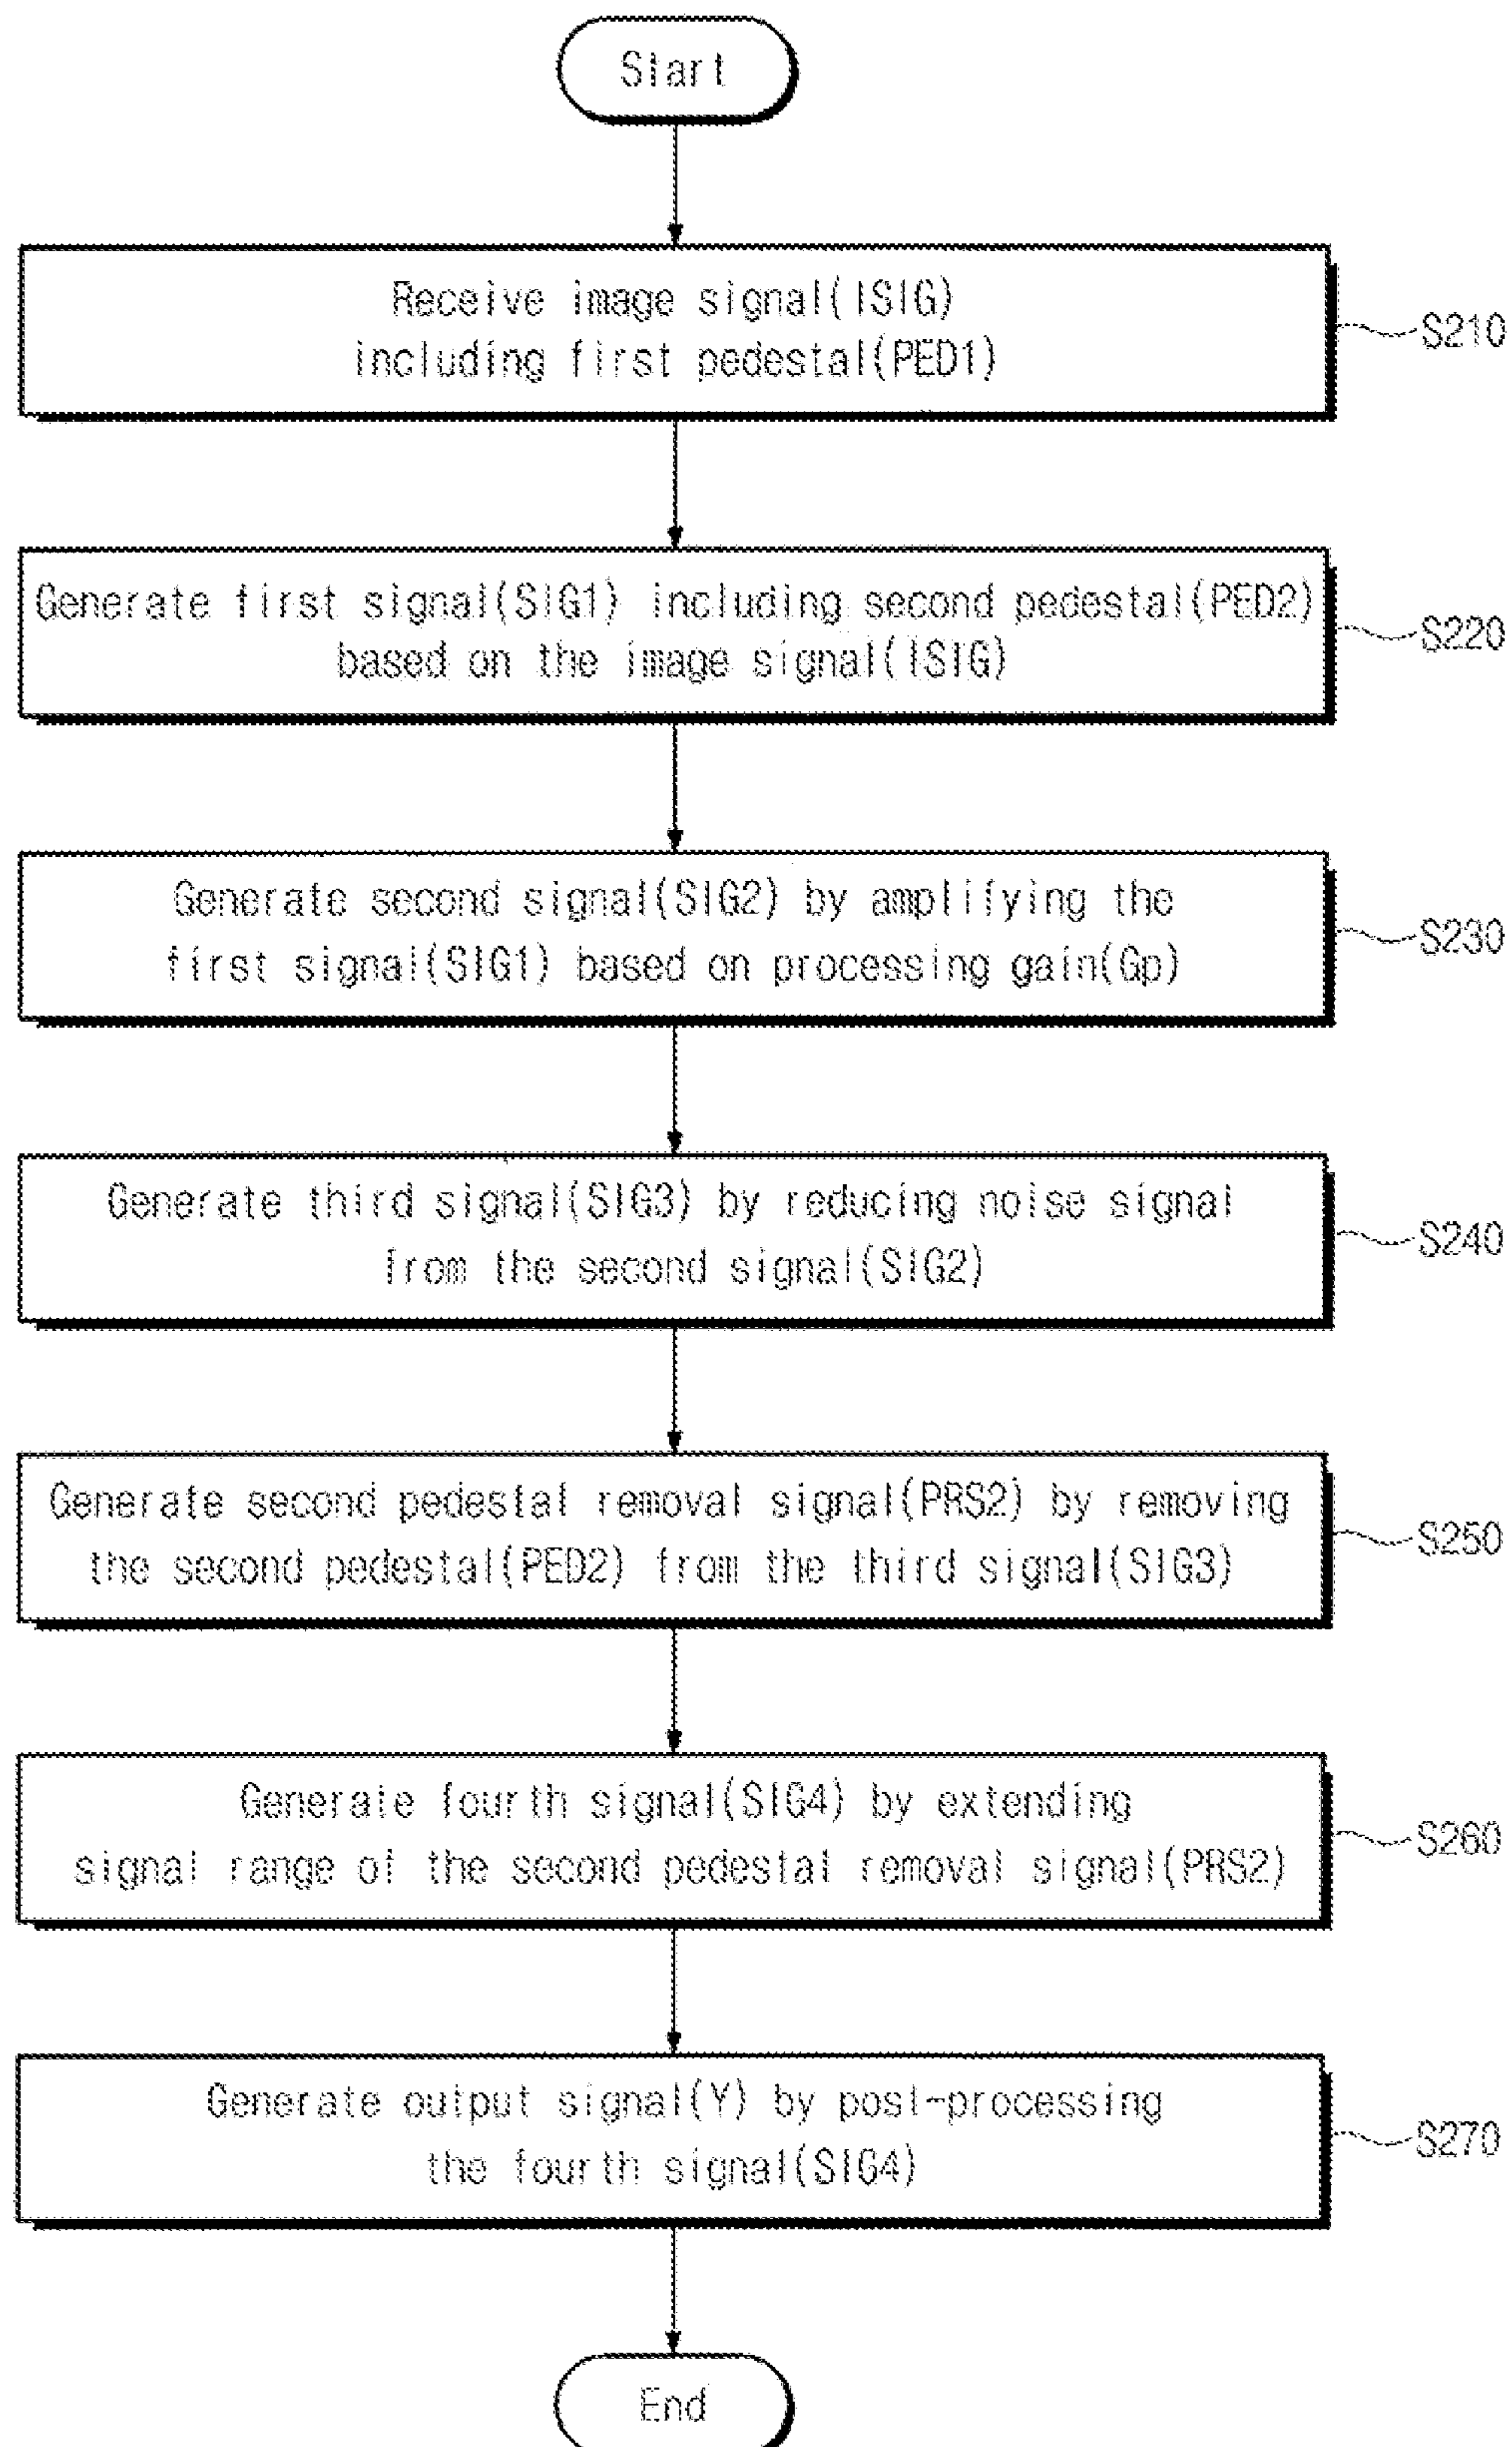 Start
Receive image signal(ISIG)
including first pedestal(PED1)
S210
Generate first signal(SIG1) including second pedestal(PED2)
based on the image signal(ISIG)
S220
Generate second signal(SIG2) by amplifying the
first signal(SIG1) based on processing gain(Gp)
S230
Generate third signal(SIG3) by reducing noise signal
from the second signal(SIG2)
S240
Generate second pedestal removal signal(PRS2) by removing
the second pedestal(PED2) from the third signal(SIG3)
S250
Generate fourth signal(SIG4) by extending
signal range of the second pedestal removal signal(PRS2)
S260
Generate output signal(Y) by post-processing
the fourth signal(SIG4)
S270
End